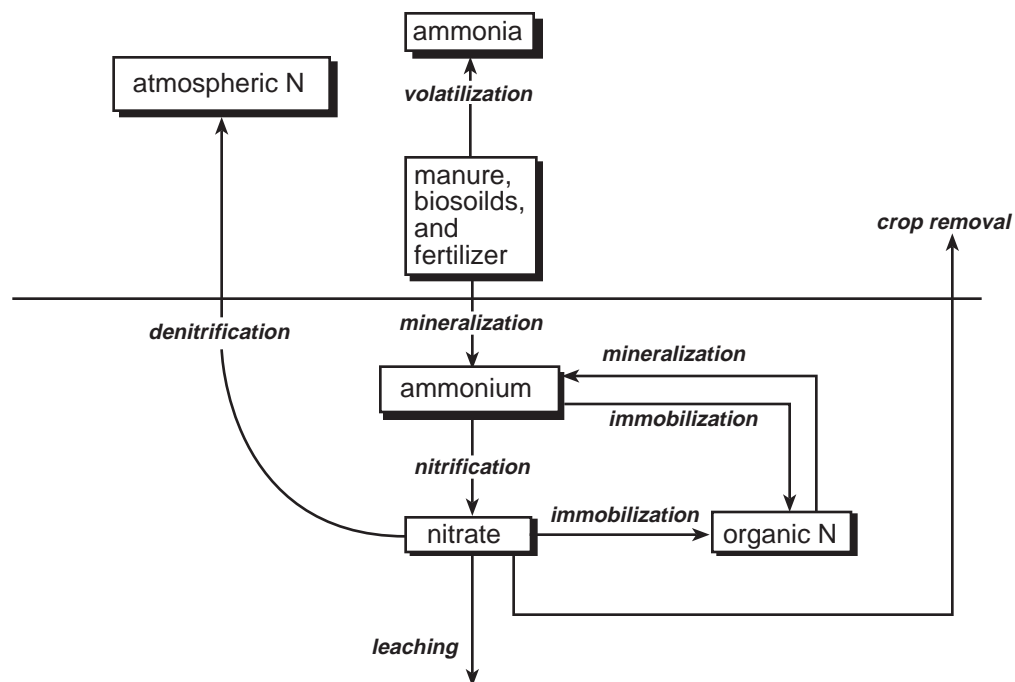 ammonia
atmospheric N
volatilization
manure,
biosoilds,
and
fertilizer
crop removal
mineralization
denitrification
mineralization
ammonium
immobilization
nitrification
immobilization
nitrate
organic N
leaching